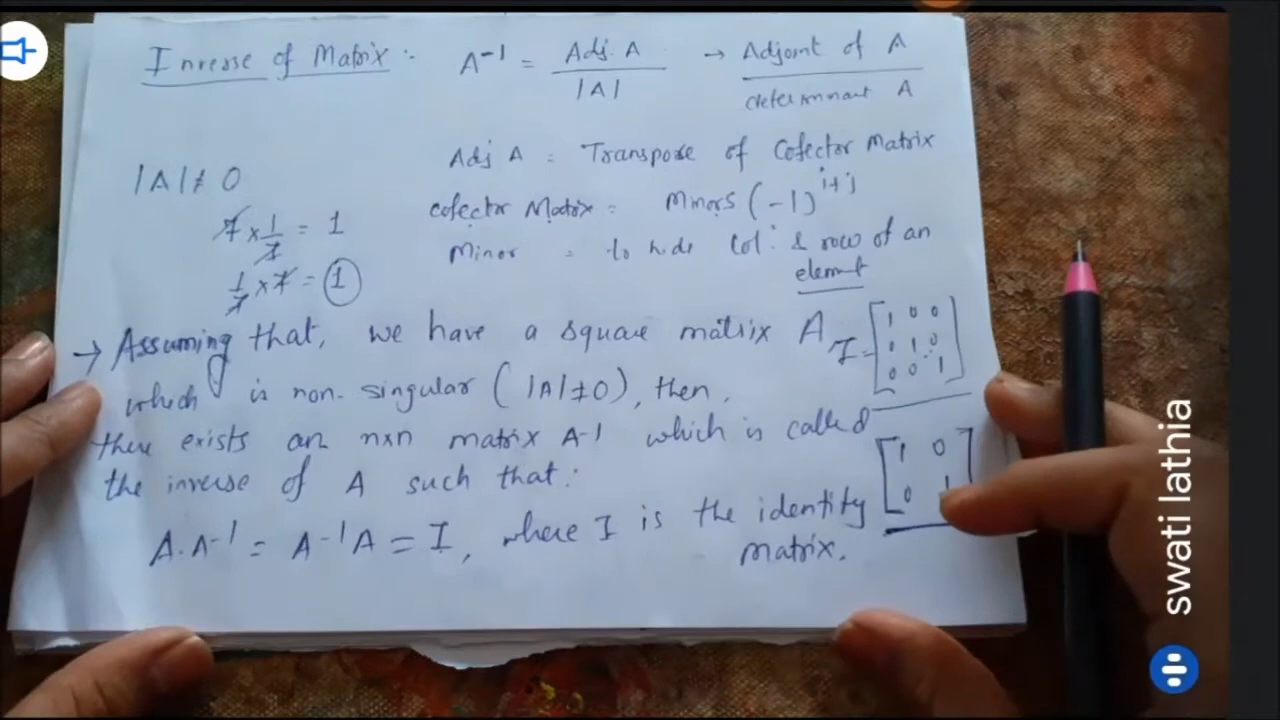 Inverse of Matrix :
A-1 = Adj. A / |A| → Adjoint of A / determinant A
Adj A = Transpose of Cofector Matrix
|A| ≠ 0
cofector Matrix = Minors (-1)^i+j
7 x 1/7 = 1
Minor = to hide Col: & row of an element
1/7 x 7 = 1
→ Assuming that, we have a square matrix A
I = [1 0 0
0 1 0
0 0 1]
which is non-singular (|A| ≠ 0), then,
there exists an nxn matrix A-1 which is called
[1 0
0 1]
the inverse of A such that:
A.A-1 = A-1A = I, where I is the identity
matrix.
swati lathia